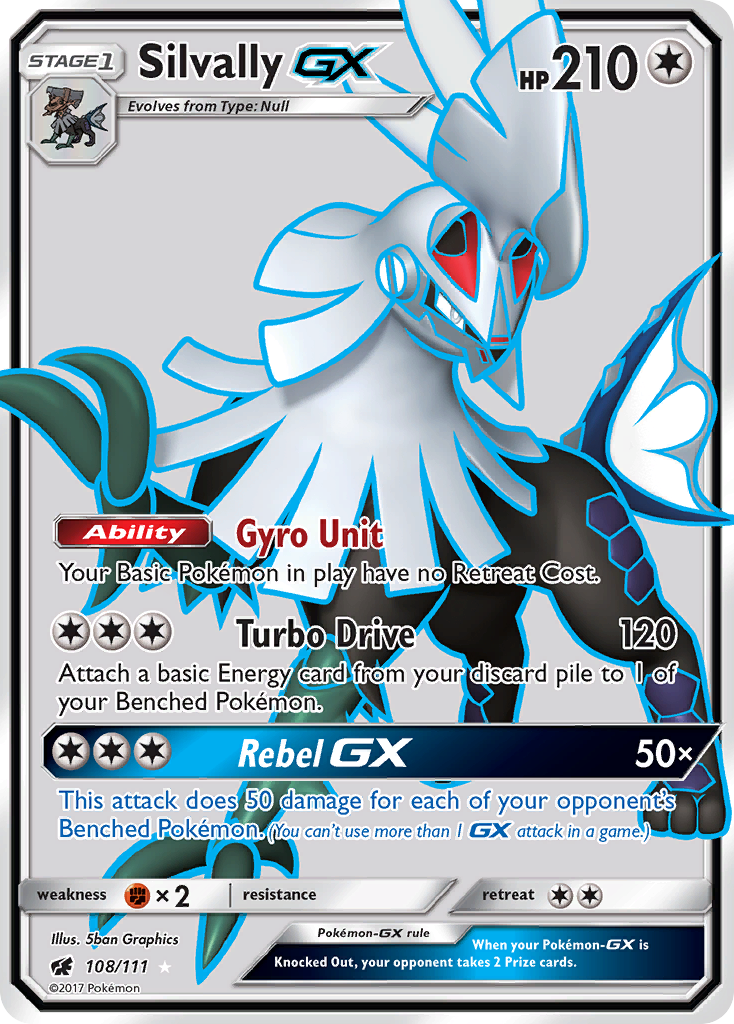 STAGE1 Silvally GX HP210
Evolves from Type: Null
Ability Gyro Unit
Your Basic Pokémon in play have no Retreat Cost.
Turbo Drive 120
Attach a basic Energy card from your discard pile to 1 of
your Benched Pokémon.
Rebel GX 50×
This attack does 50 damage for each of your opponent's
Benched Pokémon. (You can't use more than 1 GX attack in a game.)
weakness ×2 resistance retreat
Illus. 5ban Graphics
108/111
©2017 Pokémon
Pokémon-GX rule
When your Pokémon-GX is
Knocked Out, your opponent takes 2 Prize cards.